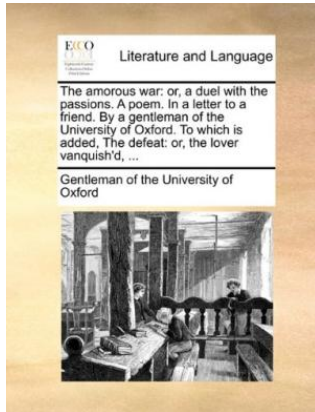 ECCO
Literature and Language
The amorous war: or, a duel with the
passions. A poem. In a letter to a
friend. By a gentleman of the
University of Oxford. To which is
added, The defeat: or, the lover
vanquish'd, ...
Gentleman of the University of
Oxford